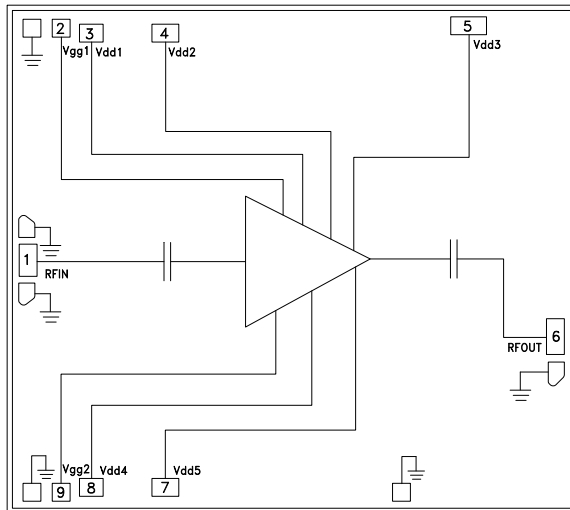 2 3 4 5
Vgg1 Vdd1 Vdd2 Vdd3
1
RFIN
6
RFOUT
Vgg2 Vdd4 Vdd5
9 8 7